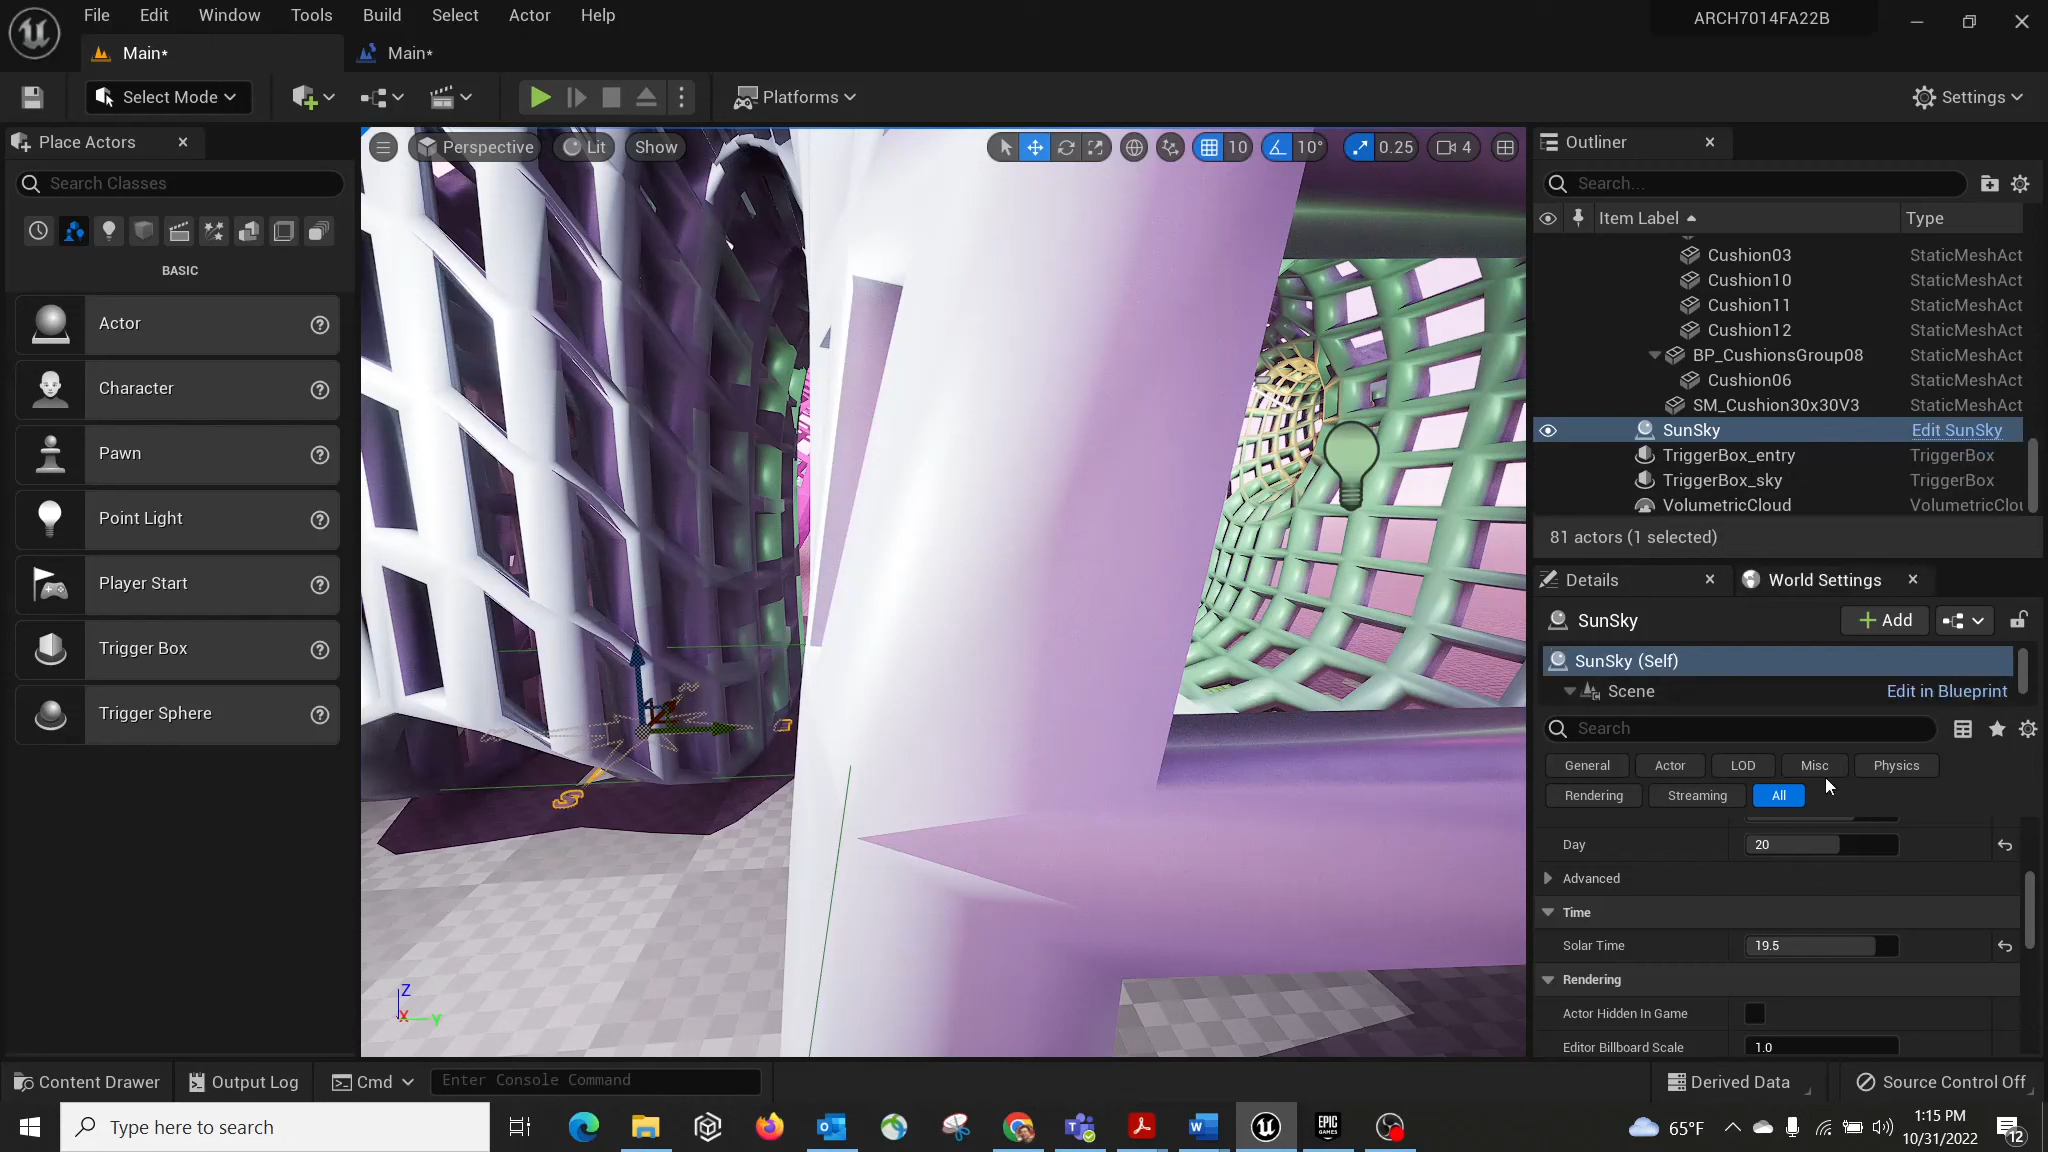 File Edit Window Tools Build Select Actor Help ARCH7014FA22B
Main* Main*
Select Mode Platforms Settings
Place Actors
Search Classes
BASIC
Actor
Character
Pawn
Point Light
Player Start
Trigger Box
Trigger Sphere
Perspective Lit Show 10 10° 0.25 4
Z
X Y
Outliner
Search...
Item Label Type
Cushion03 StaticMeshAct
Cushion10 StaticMeshAct
Cushion11 StaticMeshAct
Cushion12 StaticMeshAct
BP_CushionsGroup08 StaticMeshAct
Cushion06 StaticMeshAct
SM_Cushion30x30V3 StaticMeshAct
SunSky Edit SunSky
TriggerBox_entry TriggerBox
TriggerBox_sky TriggerBox
VolumetricCloud VolumetricClou
81 actors (1 selected)
Details World Settings
SunSky Add
SunSky (Self)
Scene Edit in Blueprint
Search
General Actor LOD Misc Physics
Rendering Streaming All
Day 20
Advanced
Time
Solar Time 19.5
Rendering
Actor Hidden In Game
Editor Billboard Scale 1.0
Content Drawer Output Log Cmd Enter Console Command Derived Data Source Control Off
Type here to search 65°F 1:15 PM
10/31/2022 12
EPIC
GAMES